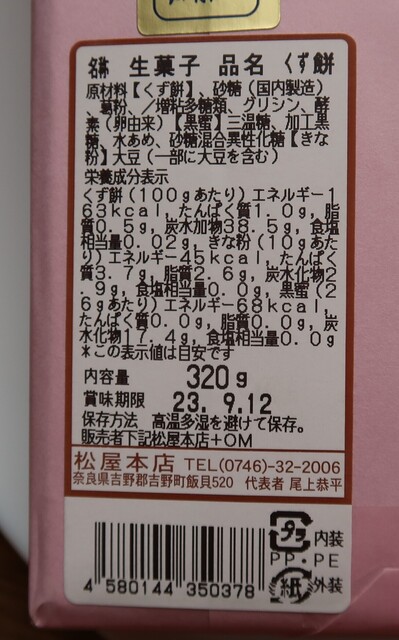 名称 生菓子 品名 くず餅
原材料【くず餅】、砂糖（国内製造）
、葛粉、／増粘多糖類、グリシン、酵
素（卵由来）【黒蜜】三温糖、加工黒
糖、水あめ、砂糖混合異性化糖【きな
粉】大豆（一部に大豆を含む）
栄養成分表示
くず餅（100gあたり）エネルギー1
63kcal，たんぱく質1.0g，脂
質0.5g，炭水化物38.5g，食塩
相当量0.02g，きな粉（10gあた
り）エネルギー45kcal，たんぱく
質3.7g，脂質2.6g，炭水化物2
.9g，食塩相当量0.0g，黒蜜（2
6gあたり）エネルギー68kcal，
たんぱく質0.0g，脂質0.0g，炭
水化物17.4g，食塩相当量0.0g
*この表示値は目安です
内容量 320g
賞味期限 23. 9.12
保存方法 高温多湿を避けて保存。
販売者下記松屋本店+OM
松屋本店 TEL(0746)-32-2006
奈良県吉野郡吉野町飯貝520 代表者 尾上恭平
プラ 内装
PP.PE
紙 外装
4 580144 350378